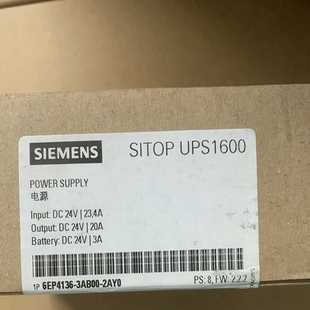 SIEMENS
SITOP UPS1600
POWER SUPPLY
电源
Input: DC 24V | 23,4A
Output: DC 24V | 20A
Battery: DC 24V | 3A
1P 6EP4136-3AB00-2AY0
PS: 8, FW: 2.2.2